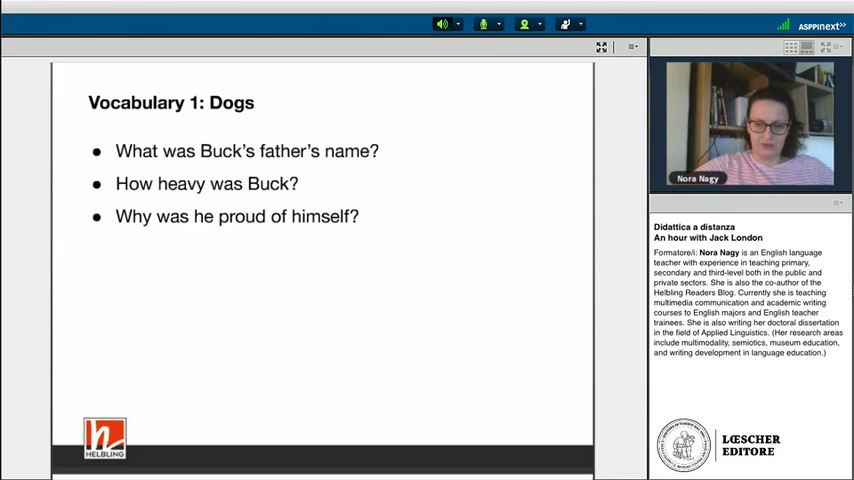 ASPPInext>>
Vocabulary 1: Dogs
What was Buck's father's name?
How heavy was Buck?
Why was he proud of himself?
h
HELBLING
Nora Nagy
Didattica a distanza
An hour with Jack London
Formatore/i: Nora Nagy is an English language
teacher with experience in teaching primary,
secondary and third-level both in the public and
private sectors. She is also the co-author of the
Helbling Readers Blog. Currently she is teaching
multimedia communication and academic writing
courses to English majors and English teacher
trainees. She is also writing her doctoral dissertation
in the field of Applied Linguistics. (Her research areas
include multimodality, semiotics, museum education,
and writing development in language education.)
LŒSCHER
EDITORE